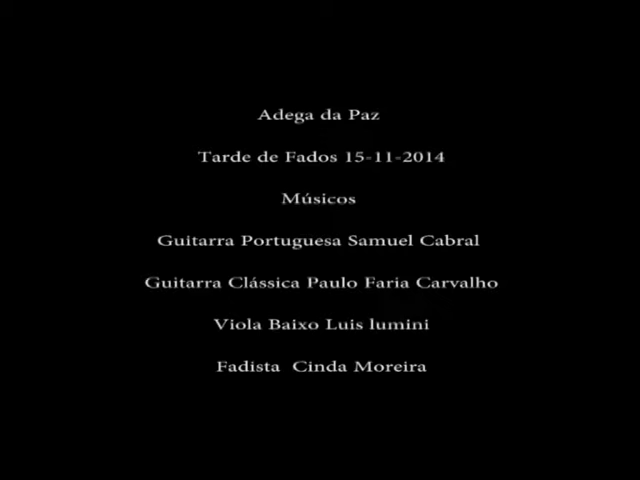 Adega da Paz
Tarde de Fados 15-11-2014
Músicos
Guitarra Portuguesa Samuel Cabral
Guitarra Clássica Paulo Faria Carvalho
Viola Baixo Luis lumini
Fadista  Cinda Moreira